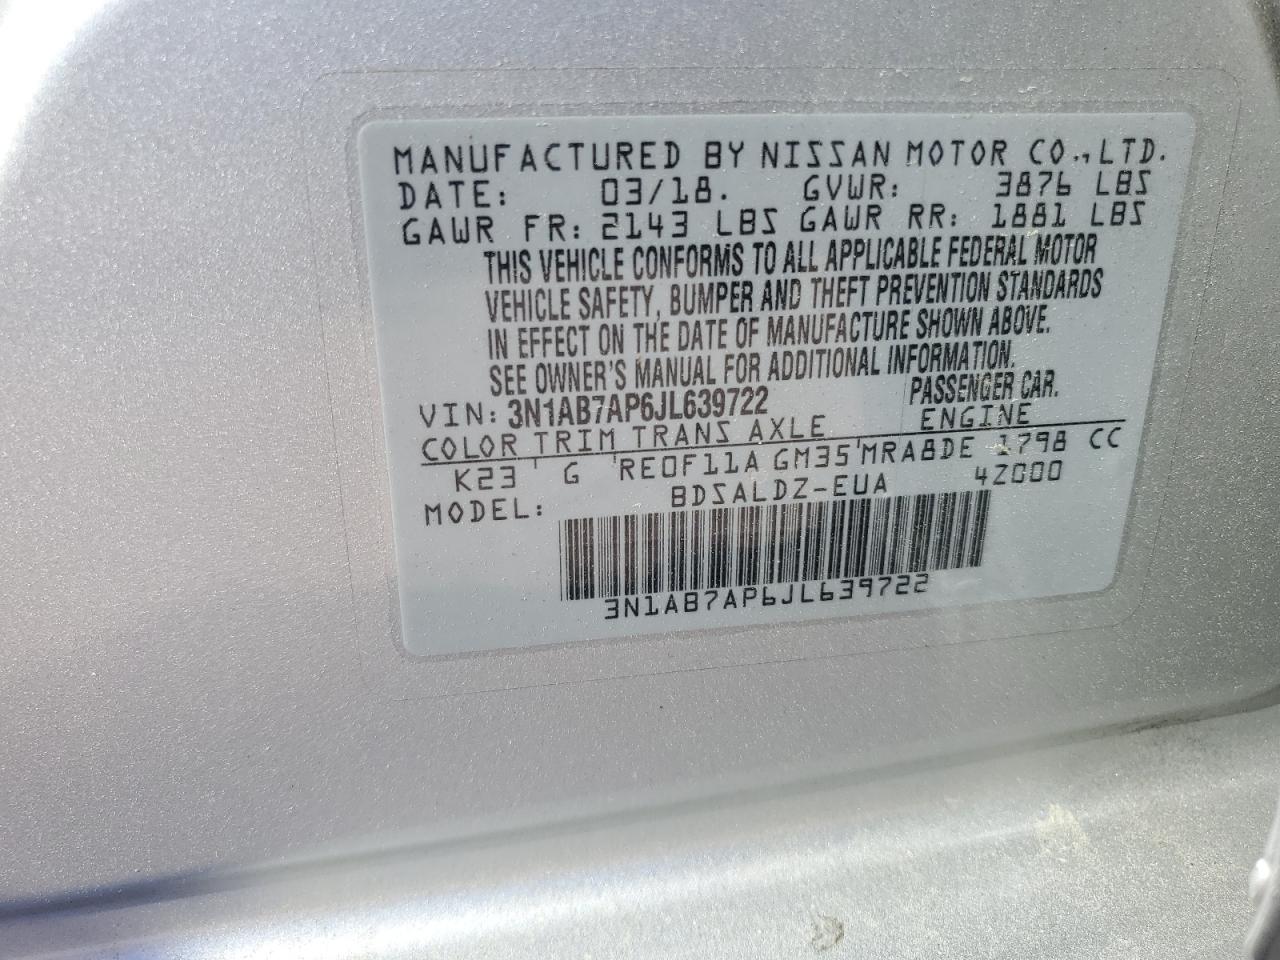 MANUFACTURED BY NISSAN MOTOR CO., LTD.
DATE: 03/18. GVWR: 3876 LBS
GAWR FR: 2143 LBS GAWR RR: 1881 LBS
THIS VEHICLE CONFORMS TO ALL APPLICABLE FEDERAL MOTOR
VEHICLE SAFETY, BUMPER AND THEFT PREVENTION STANDARDS
IN EFFECT ON THE DATE OF MANUFACTURE SHOWN ABOVE.
SEE OWNER'S MANUAL FOR ADDITIONAL INFORMATION.
VIN: 3N1AB7AP6JL639722 PASSENGER CAR.
COLOR TRIM TRANS AXLE ENGINE
K23 G RE0F11A GM35 MRA8DE 1798 CC
MODEL: BDSALDZ-EUA 4Z000
3N1AB7AP6JL639722